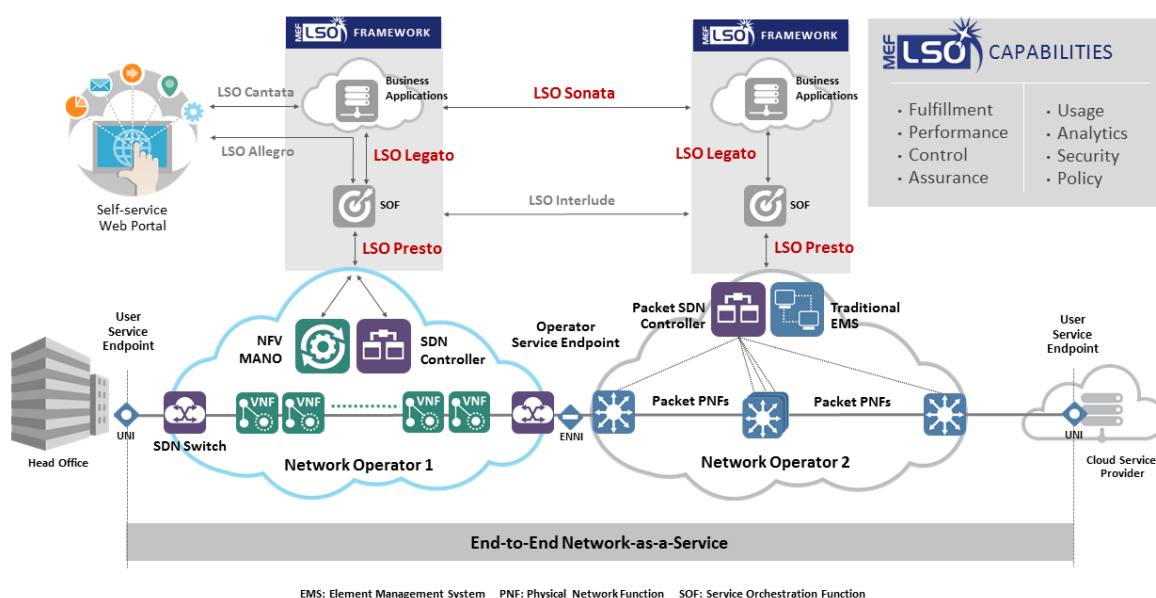 MEF LSO FRAMEWORK
MEF LSO FRAMEWORK
MEF LSO CAPABILITIES
Business
Applications
Business
Applications
LSO Cantata
LSO Sonata
· Fulfillment
· Performance
· Control
· Assurance
· Usage
· Analytics
· Security
· Policy
LSO Allegro
LSO Legato
LSO Legato
Self-service
Web Portal
SOF
LSO Interlude
SOF
LSO Presto
LSO Presto
User
Service
Endpoint
NFV
MANO
SDN
Controller
Operator
Service Endpoint
Packet SDN
Controller
Traditional
EMS
User
Service
Endpoint
VNF
VNF
VNF
VNF
Packet PNFs
Packet PNFs
UNI
SDN Switch
ENNI
UNI
Head Office
Network Operator 1
Network Operator 2
Cloud Service
Provider
End-to-End Network-as-a-Service
EMS: Element Management System PNF: Physical Network Function SOF: Service Orchestration Function